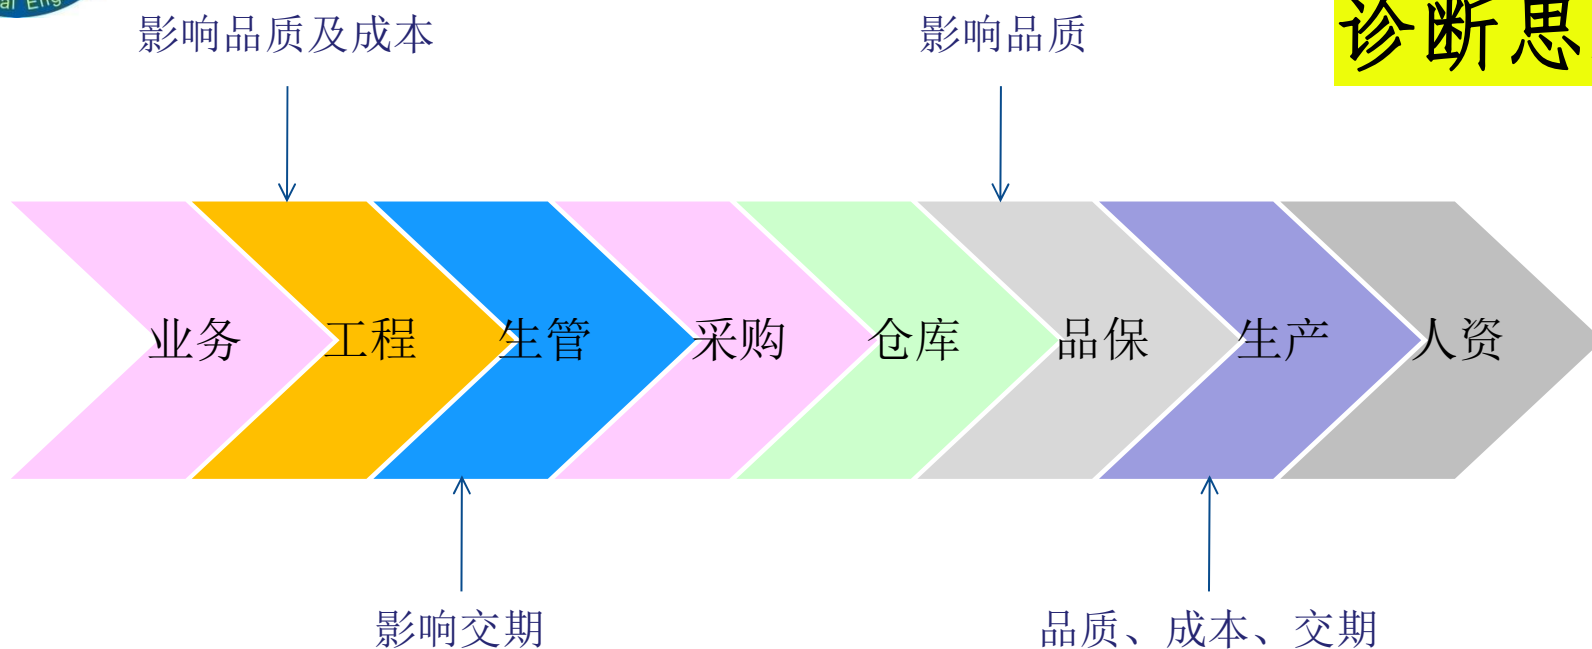 al Eng
影响品质及成本
影响品质
诊断思
业务
工程
生管
采购
仓库
品保
生产
人资
影响交期
品质、成本、交期